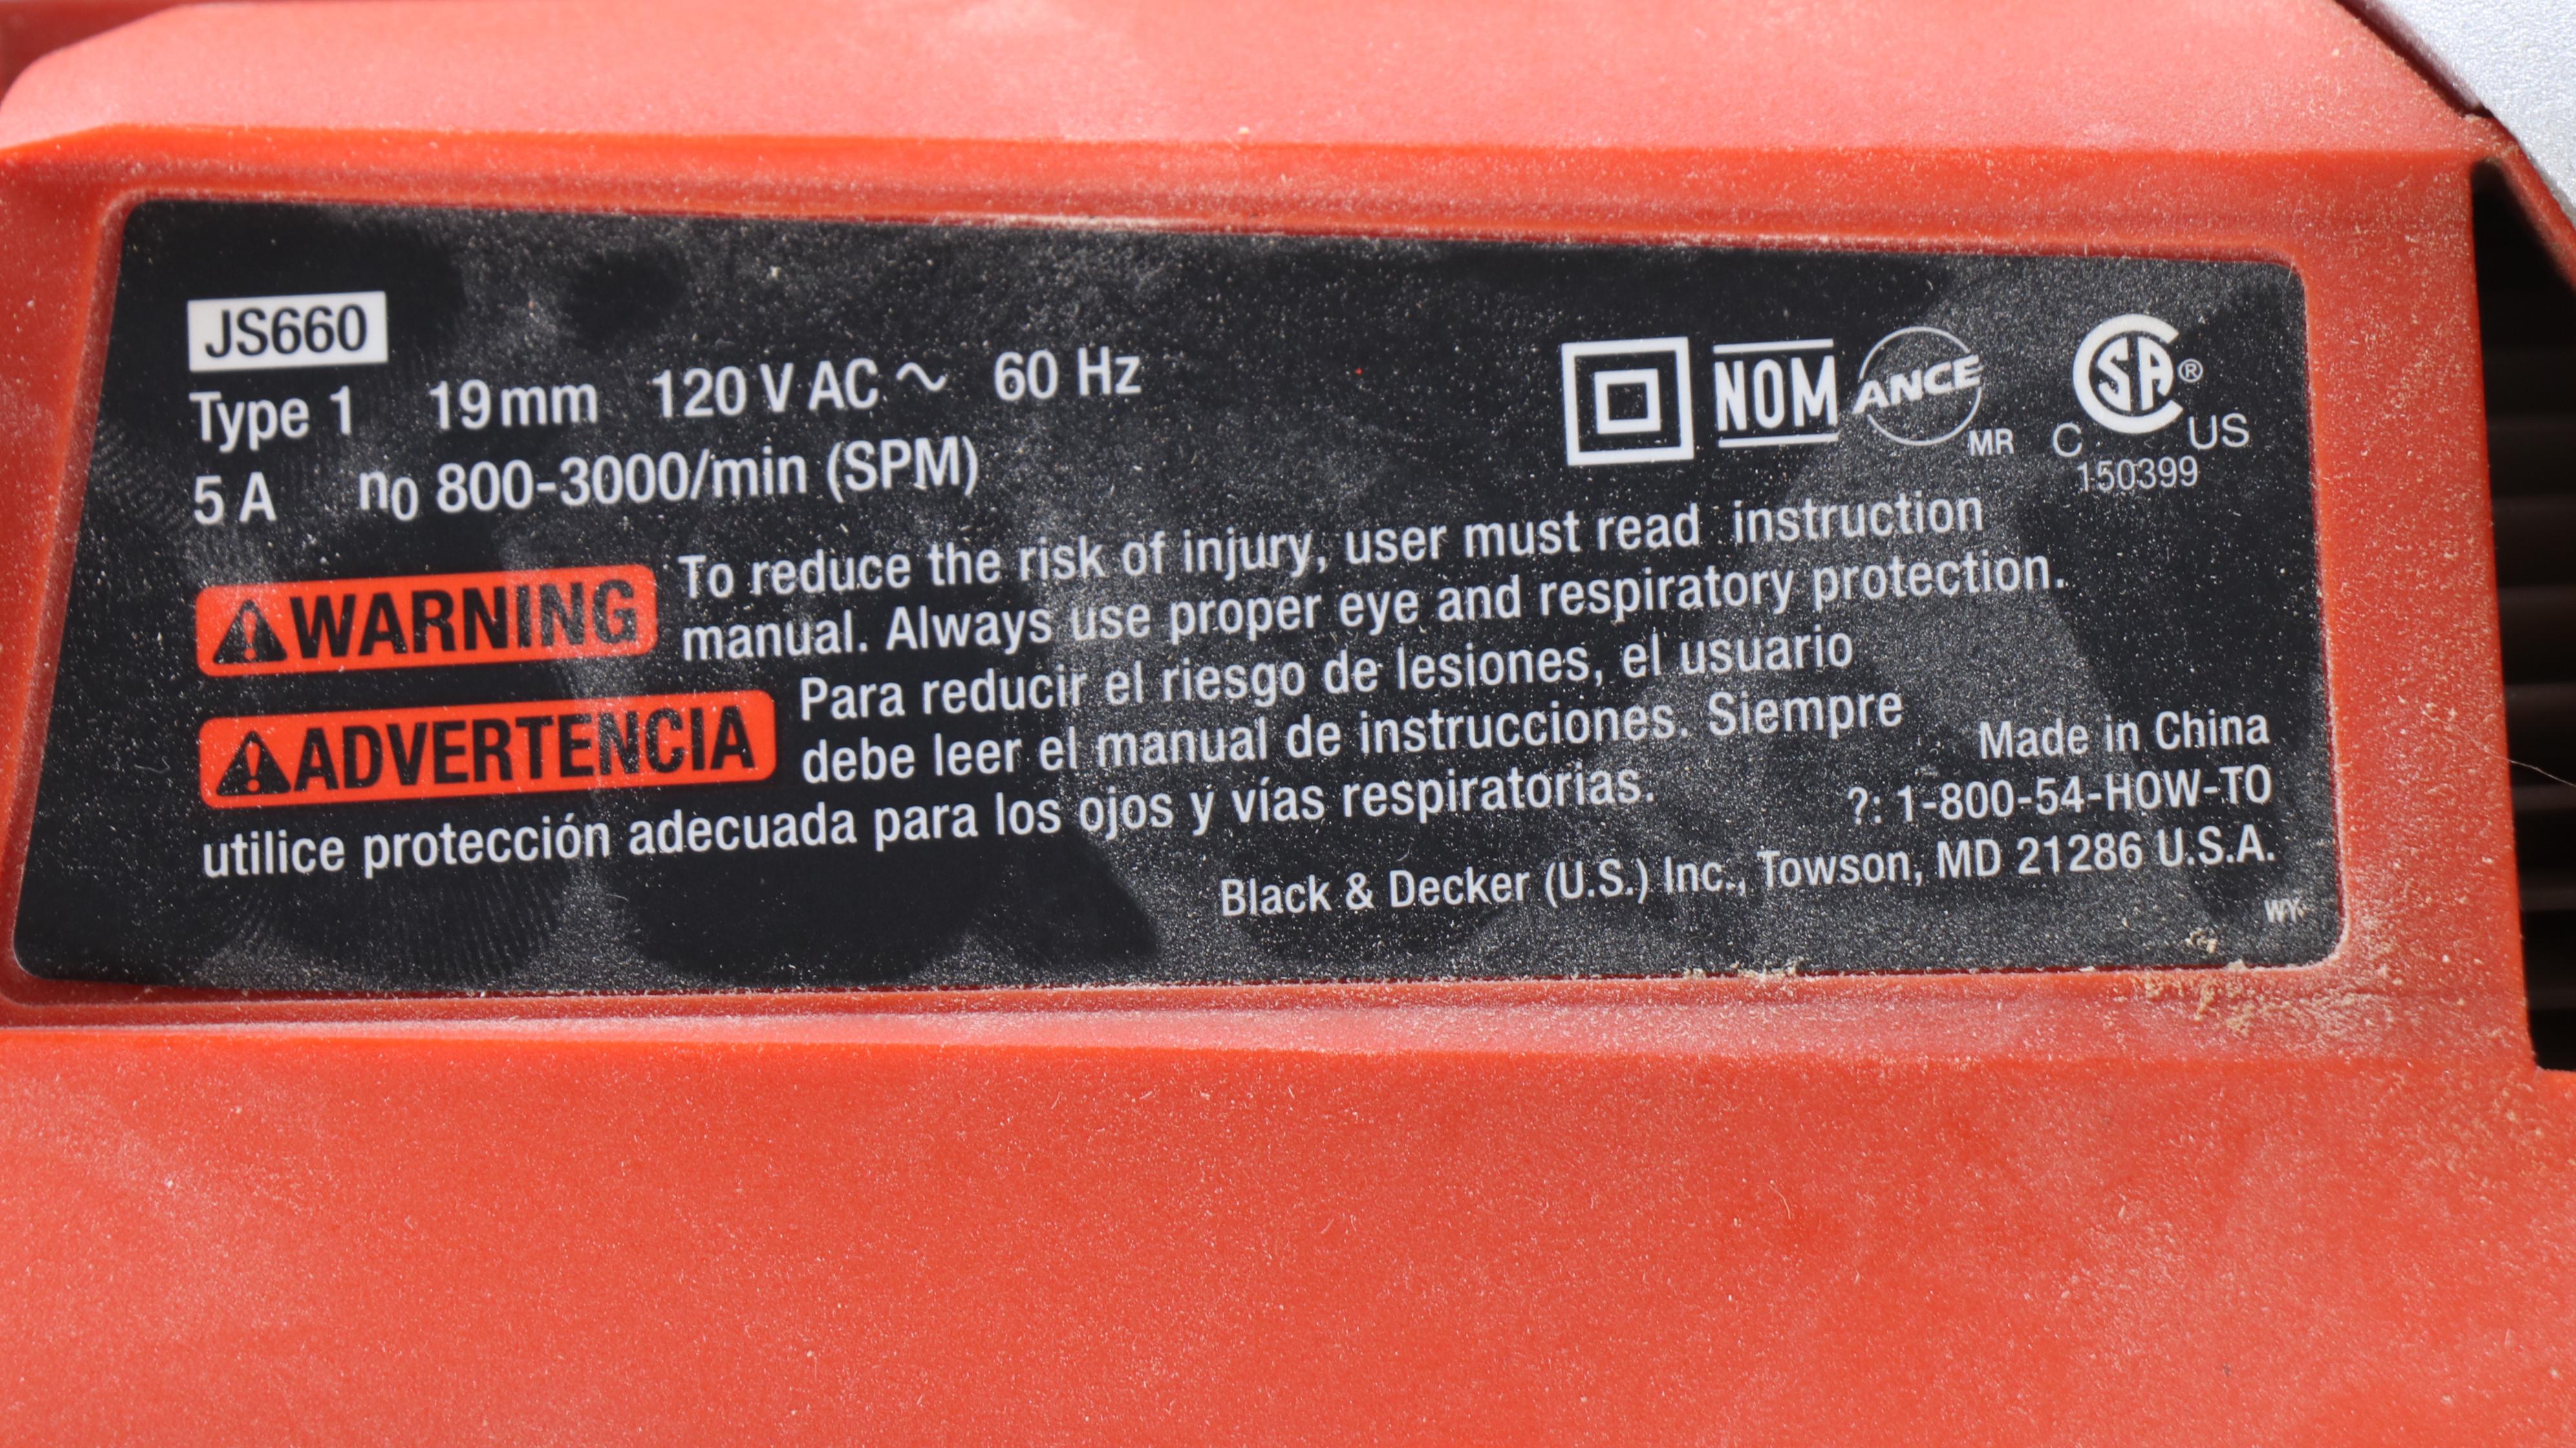 JS660
Type 1 19mm 120 V AC ~ 60 Hz
5 A n0 800-3000/min (SPM)
NOM ANCE MR
CSA ® C US
150399
⚠WARNING To reduce the risk of injury, user must read instruction
manual. Always use proper eye and respiratory protection.
⚠ADVERTENCIA Para reducir el riesgo de lesiones, el usuario
debe leer el manual de instrucciones. Siempre
utilice protección adecuada para los ojos y vías respiratorias.
Made in China
?: 1-800-54-HOW-TO
Black & Decker (U.S.) Inc., Towson, MD 21286 U.S.A.
WY